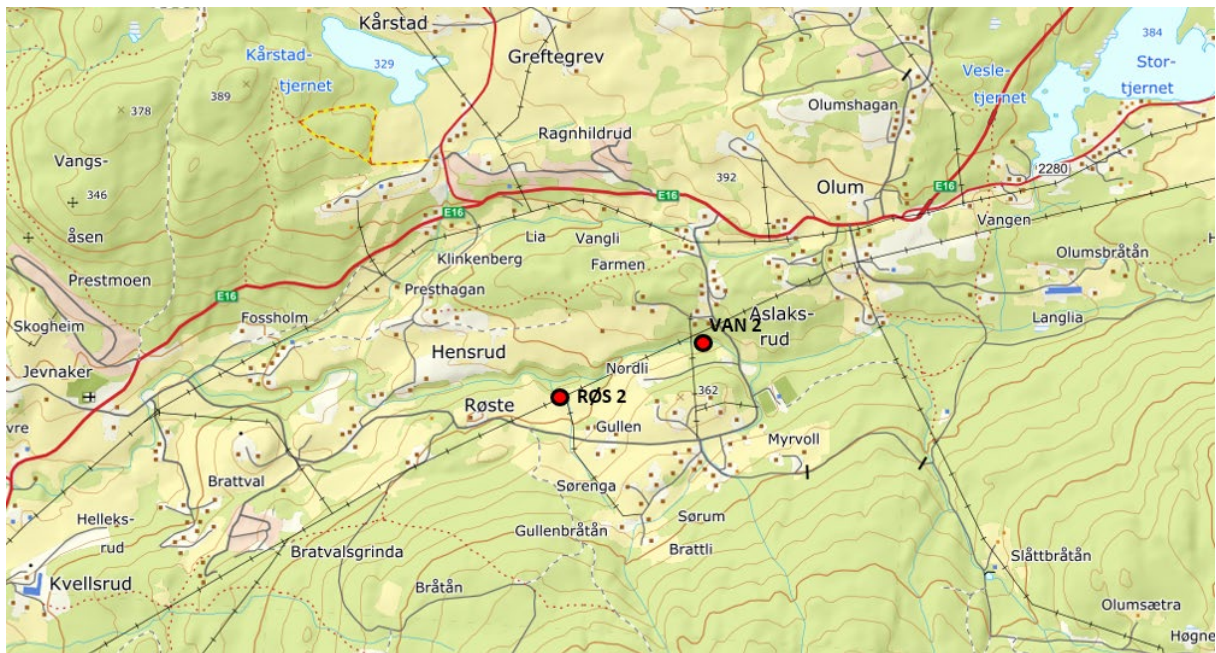 Kårstad
384
Kårstad-
tjernet
329
Greftegrev
Vesle-
tjernet
Stor-
tjernet
389
378
Olumshagan
Ragnhildrud
Vangs-
åsen
346
392
2280
Olum
E16
E16
E16
Vangen
Lia
Vangli
Klinkenberg
Farmen
Olumsbråtån
H
Prestmoen
Presthagan
E16
Fossholm
Aslaks-
rud
Langlia
Skogheim
VAN 2
Hensrud
Jevnaker
Nordli
362
RØS 2
Røste
vre
Gullen
Myrvoll
Brattval
Sørenga
Helleks-
rud
Gullenbråtån
Sørum
Bratvalsgrinda
Brattli
Slåttbråtån
Kvellsrud
Bråtån
Olumsætra
Høgne